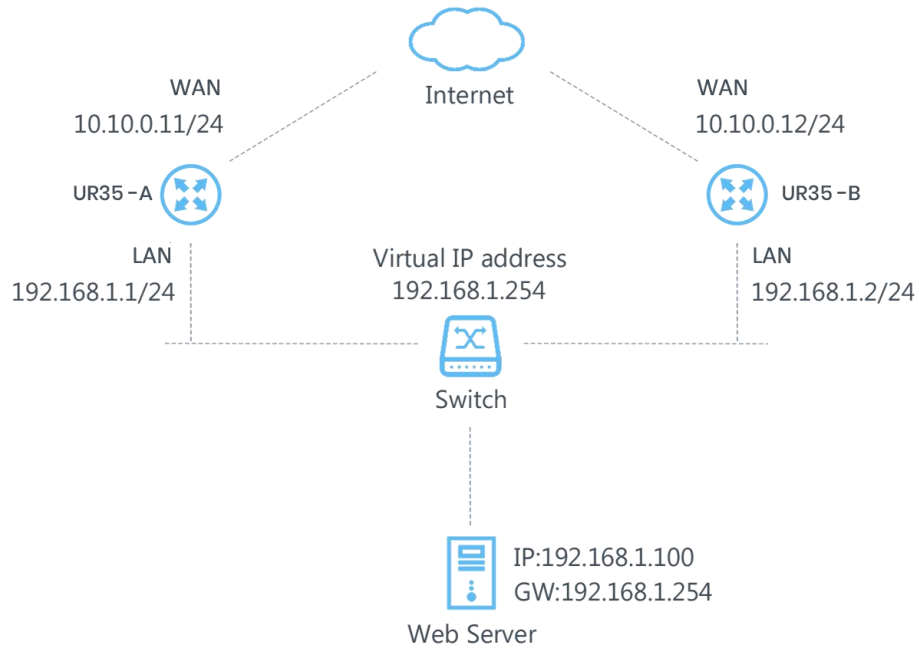 Internet
WAN
10.10.0.11/24
WAN
10.10.0.12/24
UR35-A
UR35-B
LAN
192.168.1.1/24
Virtual IP address
192.168.1.254
LAN
192.168.1.2/24
Switch
IP:192.168.1.100
GW:192.168.1.254
Web Server